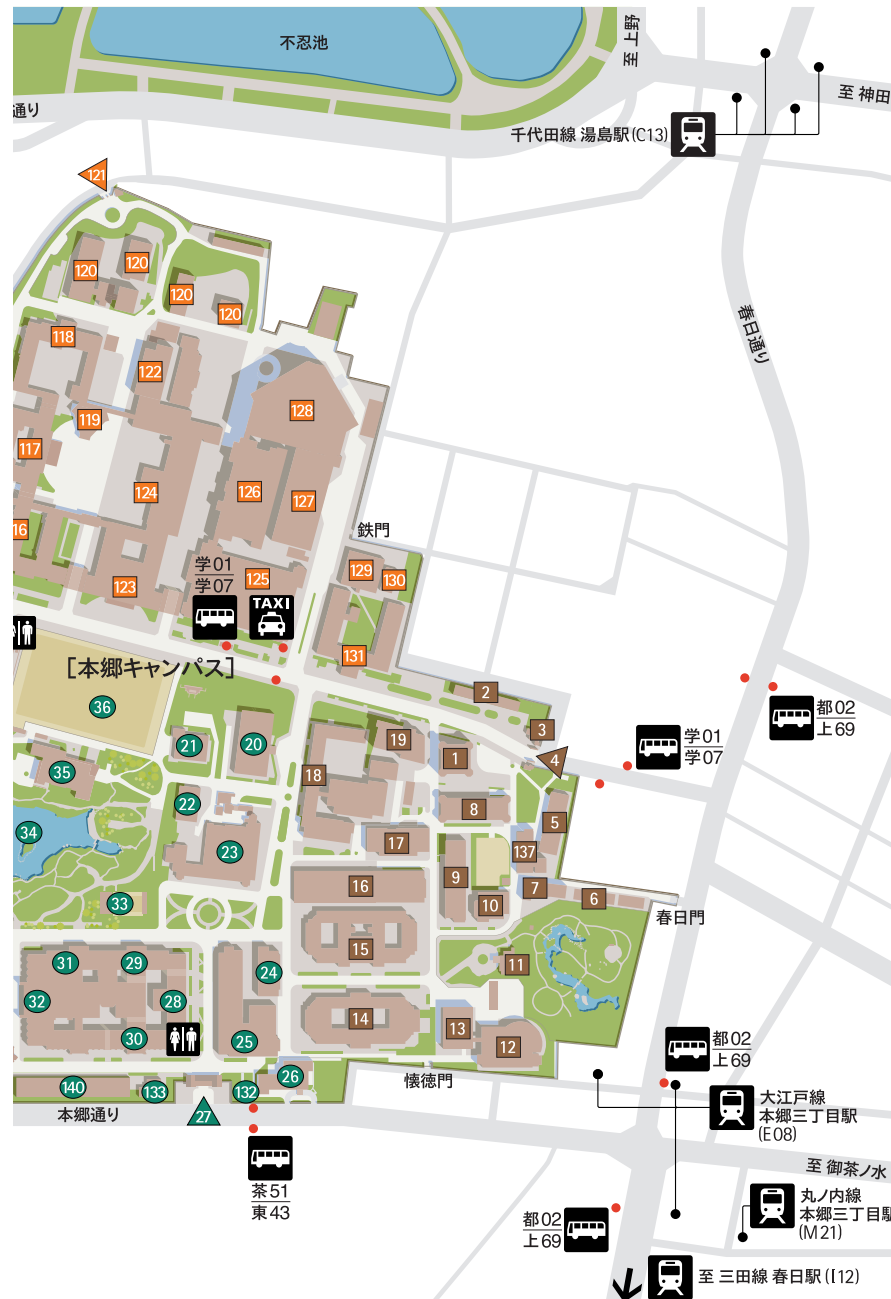 不忍池
至 上野
至 神田
通り
千代田線 湯島駅(C13)
121
120
120
120
120
118
122
春日通り
119
128
117
124
126
127
16
鉄門
学01
学07
125
129
130
123
TAXI
131
[本郷キャンパス]
2
都02
上69
36
3
学01
学07
21
20
19
1
4
35
18
22
8
5
34
23
17
137
16
9
7
6
33
10
春日門
15
11
31
29
24
32
28
14
13
30
25
12
都02
上69
26
懐徳門
140
133
132
大江戸線
本郷三丁目駅
(E08)
本郷通り
27
至 御茶ノ水
茶51
東43
丸ノ内線
本郷三丁目駅
(M21)
都02
上69
至 三田線 春日駅(I12)